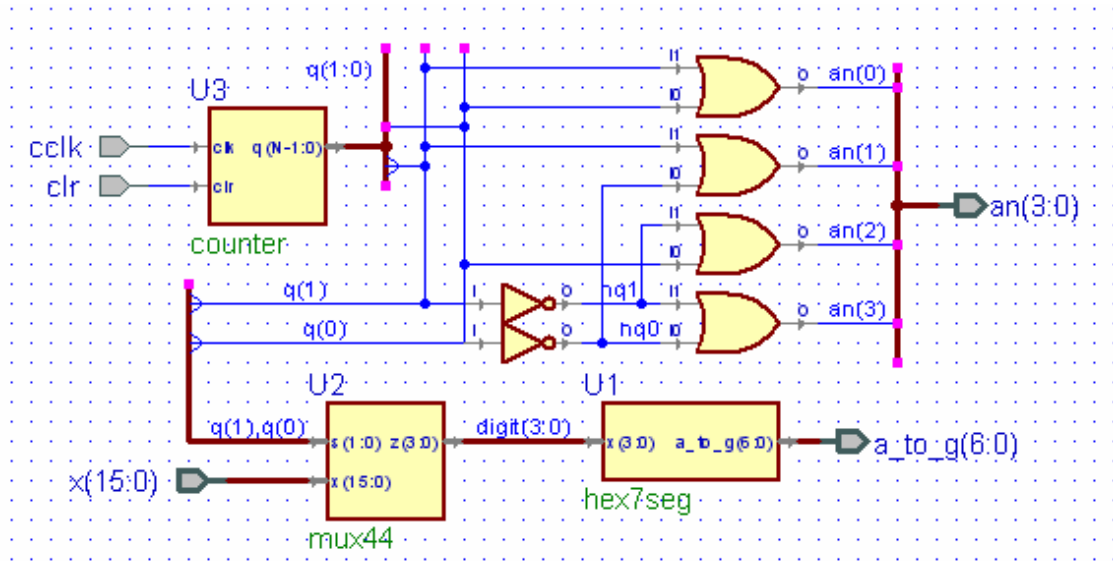 q(1:0)
U3
cclk
clr
clk q(N-1:0)
clr
counter
I1
I0
o
an(0)
I1
I0
o
an(1)
I1
I0
o
an(2)
I1
I0
o
an(3)
an(3:0)
q(1)
q(0)
I
o
nq1
I
o
nq0
U2
q(1),q(0)
s(1:0) z(3:0)
x(15:0)
x(15:0)
mux44
digit(3:0)
U1
x(3:0) a_to_g(6:0)
hex7seg
a_to_g(6:0)